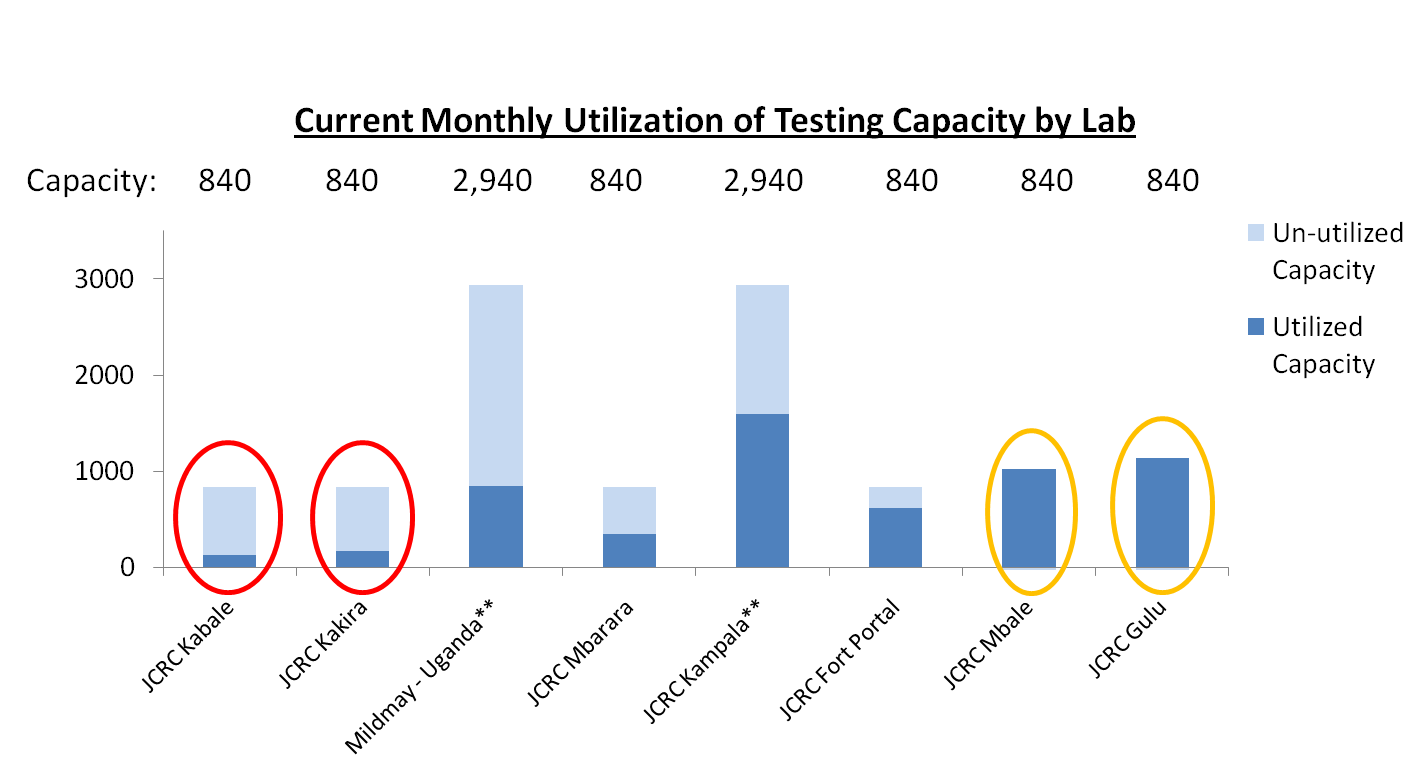 Current Monthly Utilization of Testing Capacity by Lab
Capacity: 840 840 2,940 840 2,940 840 840 840
Un-utilized
Capacity
Utilized
Capacity
3000
2000
1000
0
JCRC Kabale
JCRC Kakira
Mildmay - Uganda**
JCRC Mbarara
JCRC Kampala**
JCRC Fort Portal
JCRC Mbale
JCRC Gulu